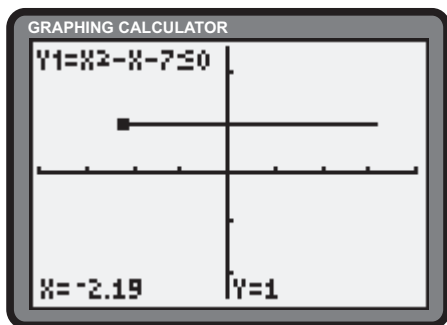 GRAPHING CALCULATOR
Y1=X²-X-7≤0
X=-2.19 Y=1